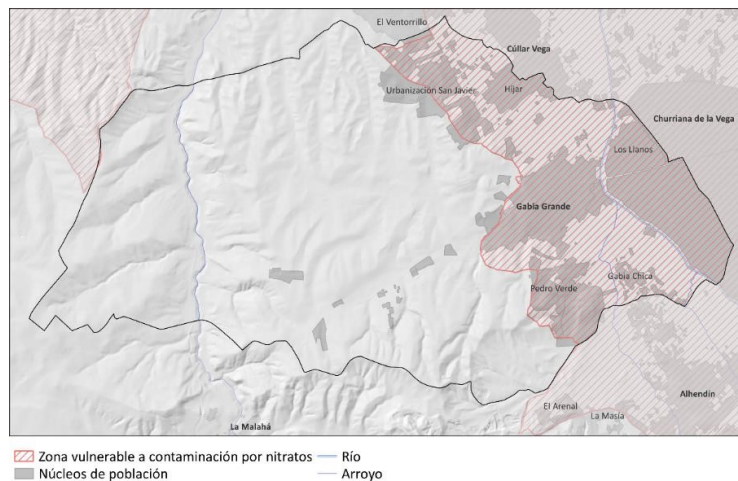 El Ventorrillo
Cúllar Vega
Urbanización San Javier
Híjar
Churriana de la Vega
Los Llanos
Gabia Grande
Gabia Chica
Pedro Verde
Alhendín
El Arenal
La Masía
La Malahá
Zona vulnerable a contaminación por nitratos
Río
Núcleos de población
Arroyo